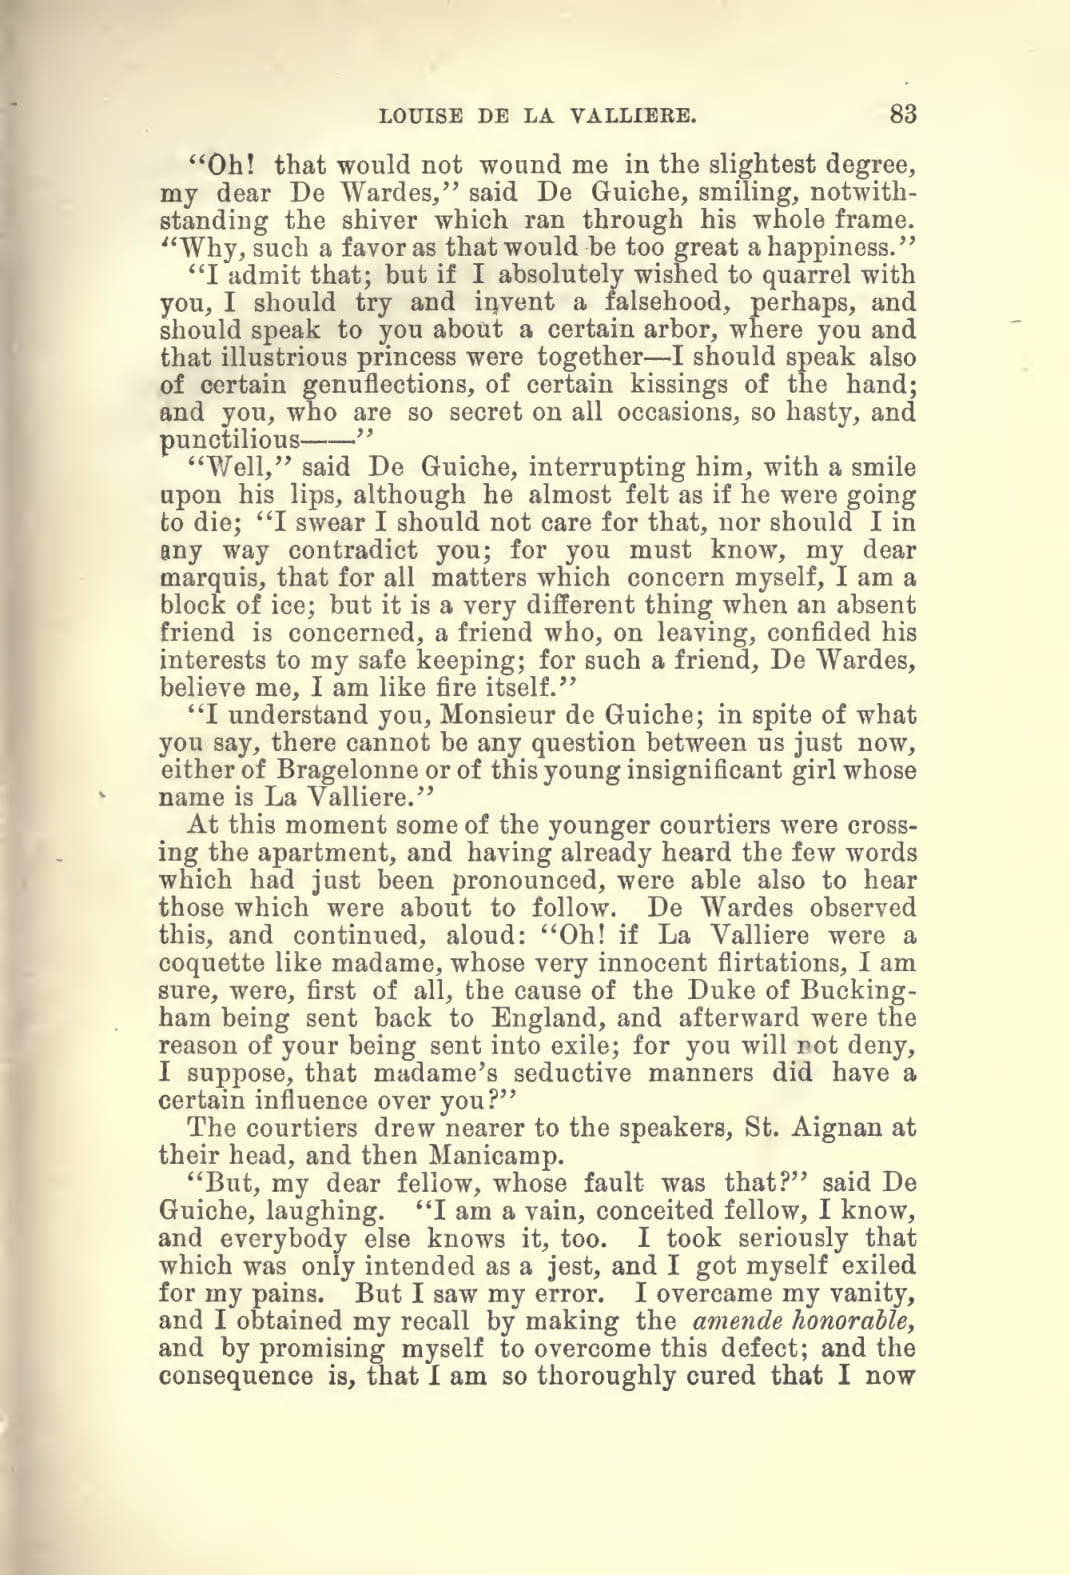 LOUISE DE LA VALLIERE. 83
“Oh! that would not wound me in the slightest degree,
my dear De Wardes,” said De Guiche, smiling, notwith-
standing the shiver which ran through his whole frame.
“Why, such a favor as that would be too great a happiness.”
“I admit that; but if I absolutely wished to quarrel with
you, I should try and invent a falsehood, perhaps, and
should speak to you about a certain arbor, where you and
that illustrious princess were together—I should speak also
of certain genuflections, of certain kissings of the hand;
and you, who are so secret on all occasions, so hasty, and
punctilious——”
“Well,” said De Guiche, interrupting him, with a smile
upon his lips, although he almost felt as if he were going
to die; “I swear I should not care for that, nor should I in
any way contradict you; for you must know, my dear
marquis, that for all matters which concern myself, I am a
block of ice; but it is a very different thing when an absent
friend is concerned, a friend who, on leaving, confided his
interests to my safe keeping; for such a friend, De Wardes,
believe me, I am like fire itself.”
“I understand you, Monsieur de Guiche; in spite of what
you say, there cannot be any question between us just now,
either of Bragelonne or of this young insignificant girl whose
name is La Valliere.”
At this moment some of the younger courtiers were cross-
ing the apartment, and having already heard the few words
which had just been pronounced, were able also to hear
those which were about to follow. De Wardes observed
this, and continued, aloud: “Oh! if La Valliere were a
coquette like madame, whose very innocent flirtations, I am
sure, were, first of all, the cause of the Duke of Bucking-
ham being sent back to England, and afterward were the
reason of your being sent into exile; for you will not deny,
I suppose, that madame’s seductive manners did have a
certain influence over you?”
The courtiers drew nearer to the speakers, St. Aignan at
their head, and then Manicamp.
“But, my dear fellow, whose fault was that?” said De
Guiche, laughing. “I am a vain, conceited fellow, I know,
and everybody else knows it, too. I took seriously that
which was only intended as a jest, and I got myself exiled
for my pains. But I saw my error. I overcame my vanity,
and I obtained my recall by making the amende honorable,
and by promising myself to overcome this defect; and the
consequence is, that I am so thoroughly cured that I now